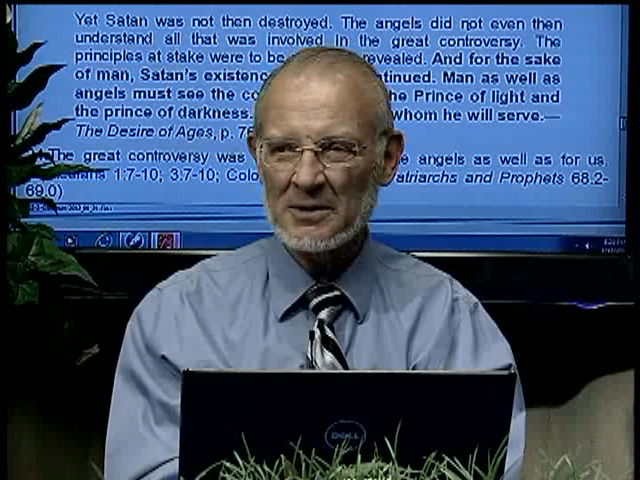 Yet Satan was not then destroyed. The angels did not even then
understand all that was involved in the great controversy. The
principles at stake were to be revealed. And for the sake
of man, Satan's existence continued. Man as well as
angels must see the the Prince of light and
the prince of darkness. whom he will serve.—
The Desire of Ages, p.
The great controversy was angels as well as for us.
1:7-10; 3:7-10; Patriarchs and Prophets 68.2-
69.0)
DELL